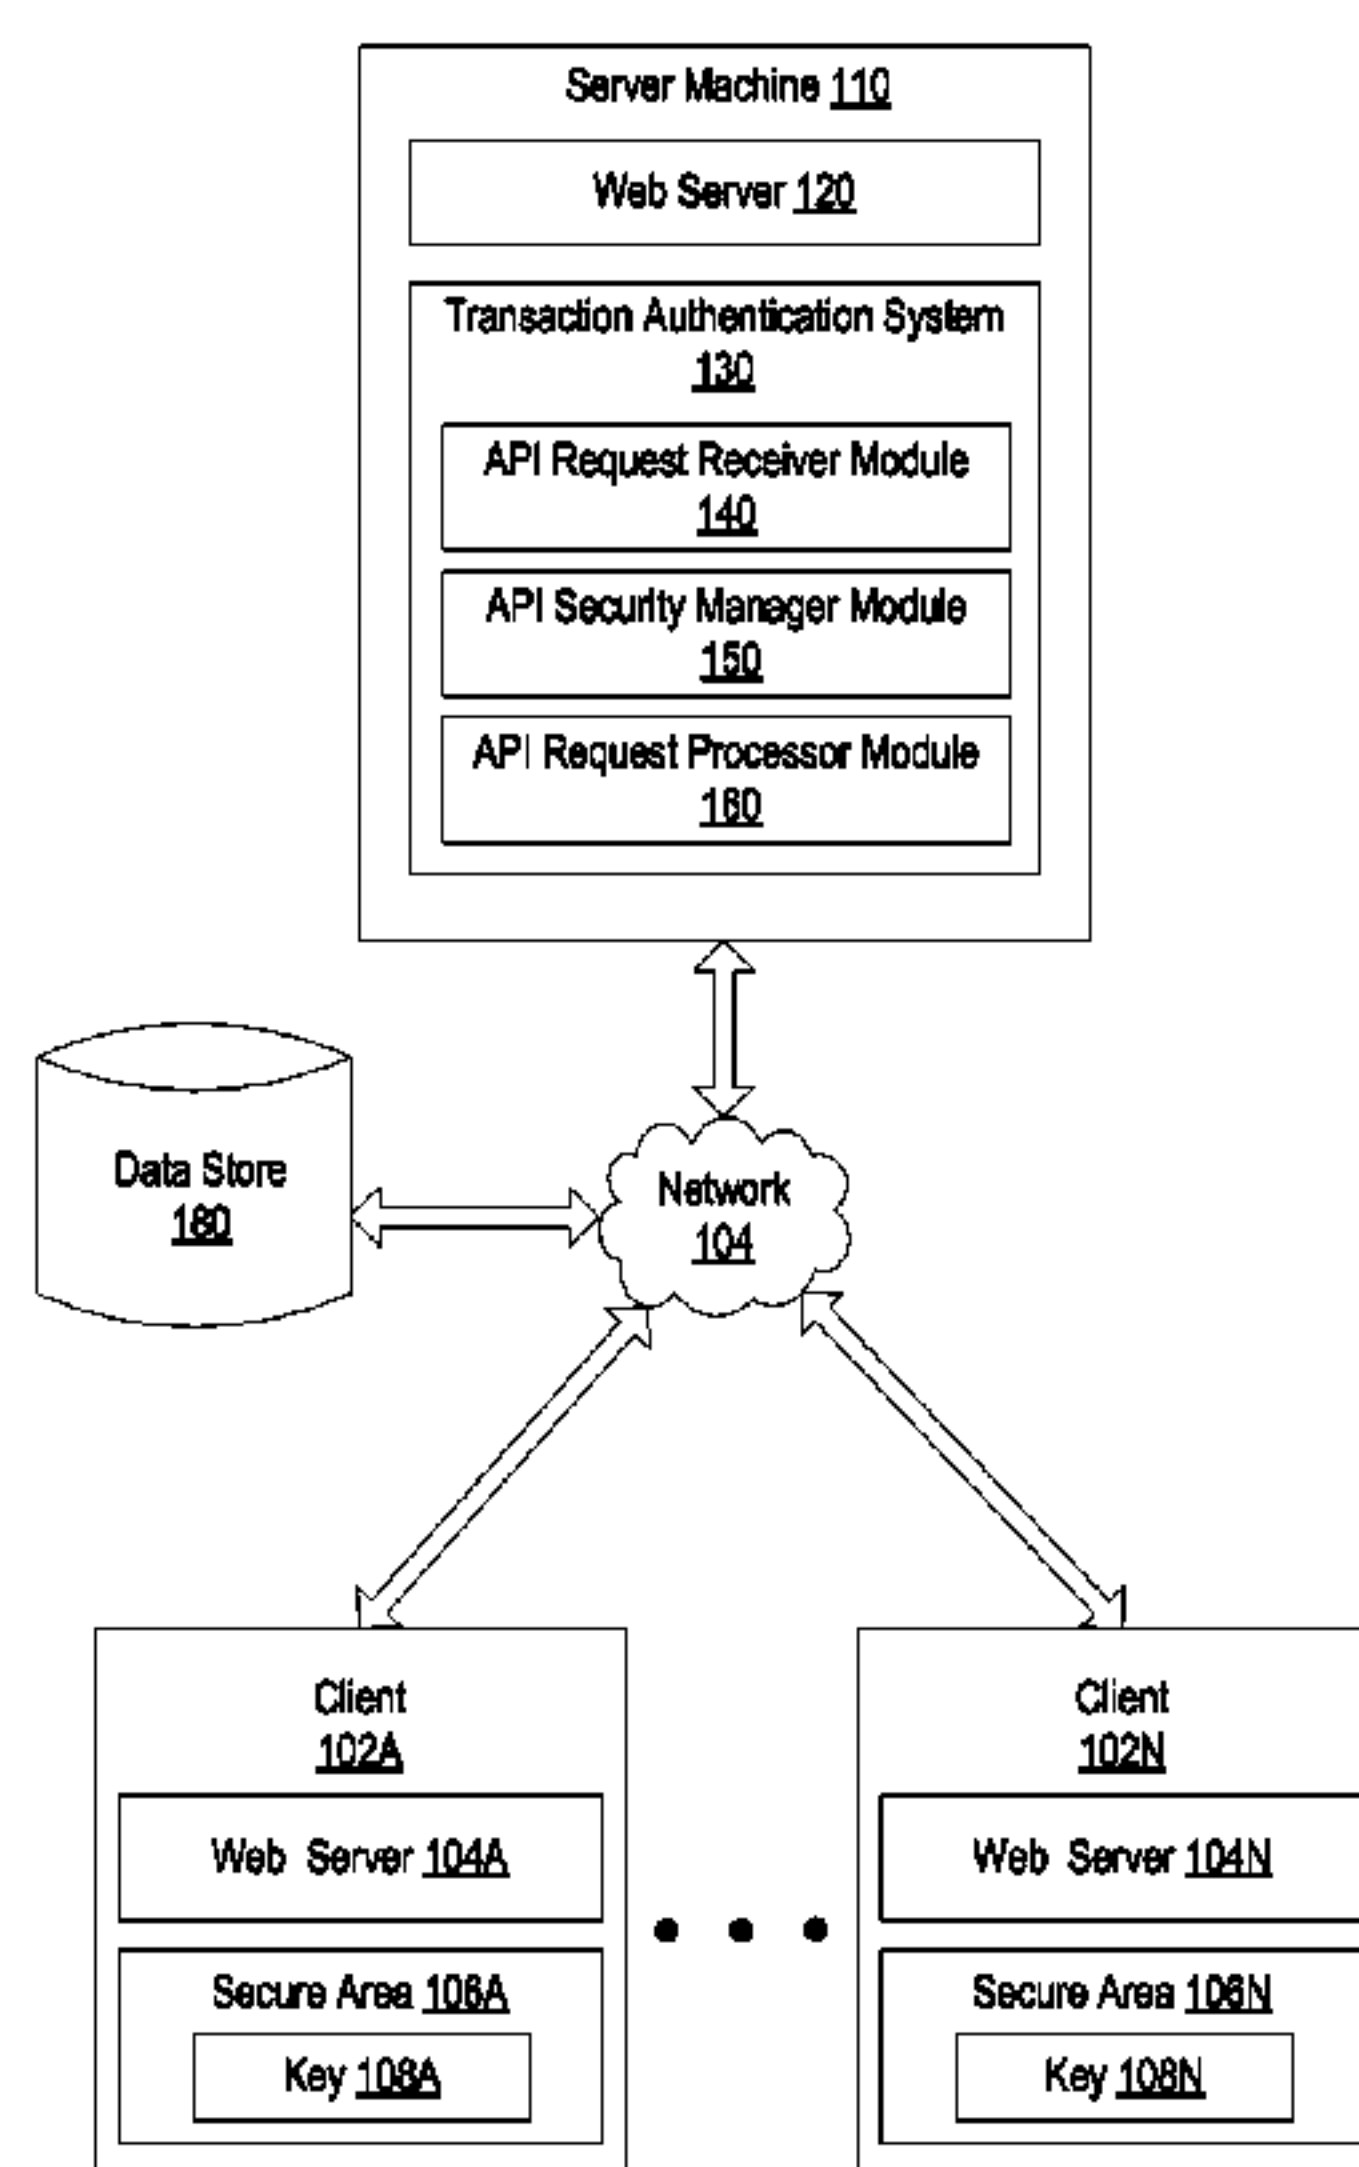 Server Machine 110
Web Server 120
Transaction Authentication System
130
API Request Receiver Module
140
API Security Manager Module
150
API Request Processor Module
160
Data Store
180
Network
104
Client
102A
Web Server 104A
Secure Area 106A
Key 108A
Client
102N
Web Server 104N
Secure Area 106N
Key 108N